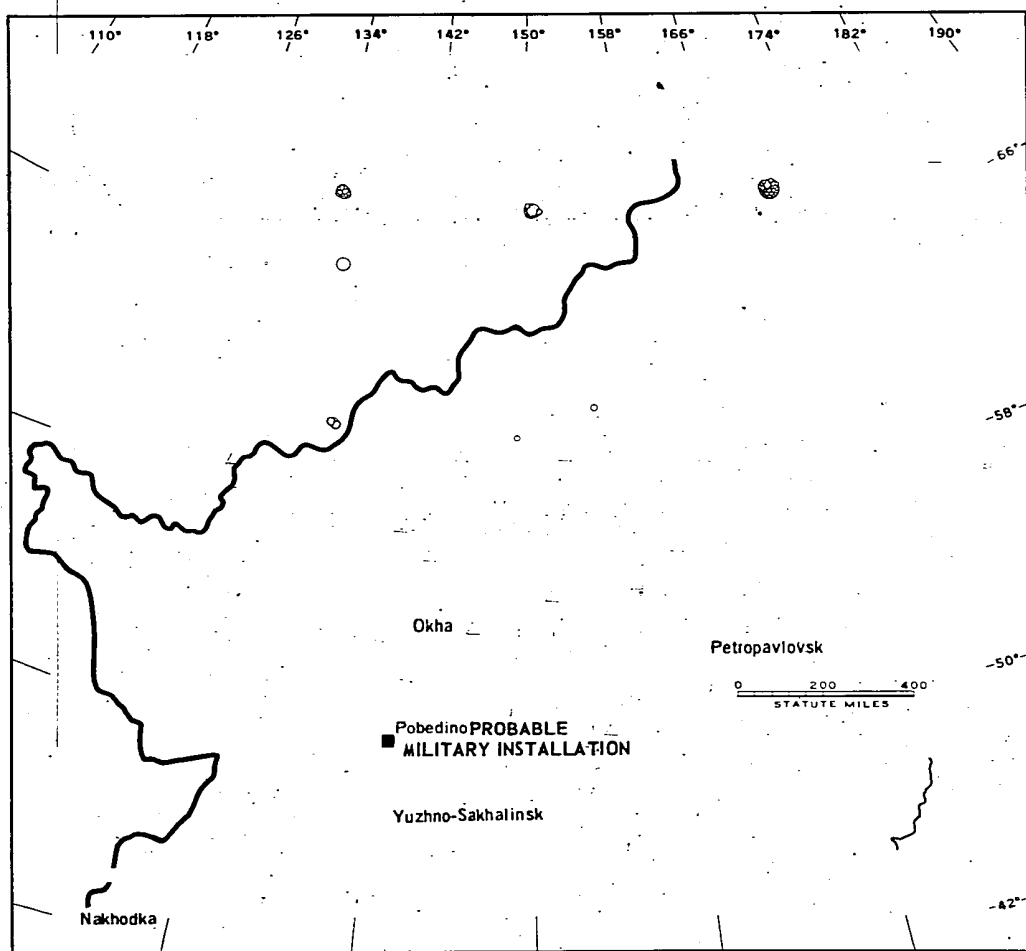 110° 118° 126° 134° 142° 150° 158° 166° 174° 182° 190°
66°
58°
Okha
Petropavlovsk
50°
0 200 400
STATUTE MILES
Pobedino PROBABLE
MILITARY INSTALLATION
Yuzhno-Sakhalinsk
42°
Nakhodka